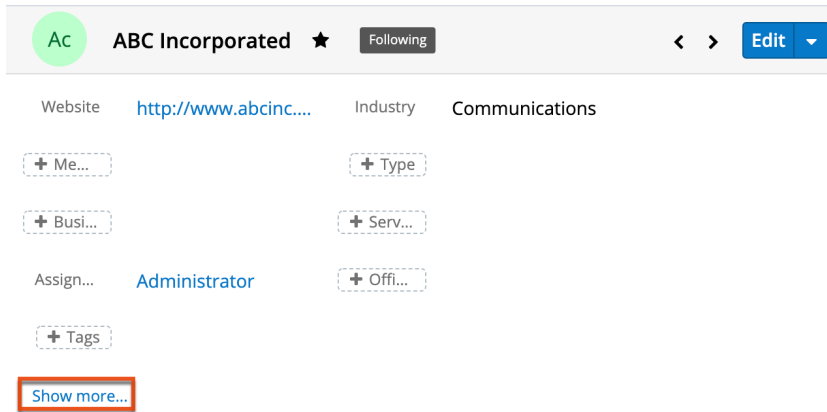 Ac ABC Incorporated Following Edit
Website http://www.abcinc.... Industry Communications
Me... Type
Busi... Serv...
Assign... Administrator Offi...
Tags
Show more...